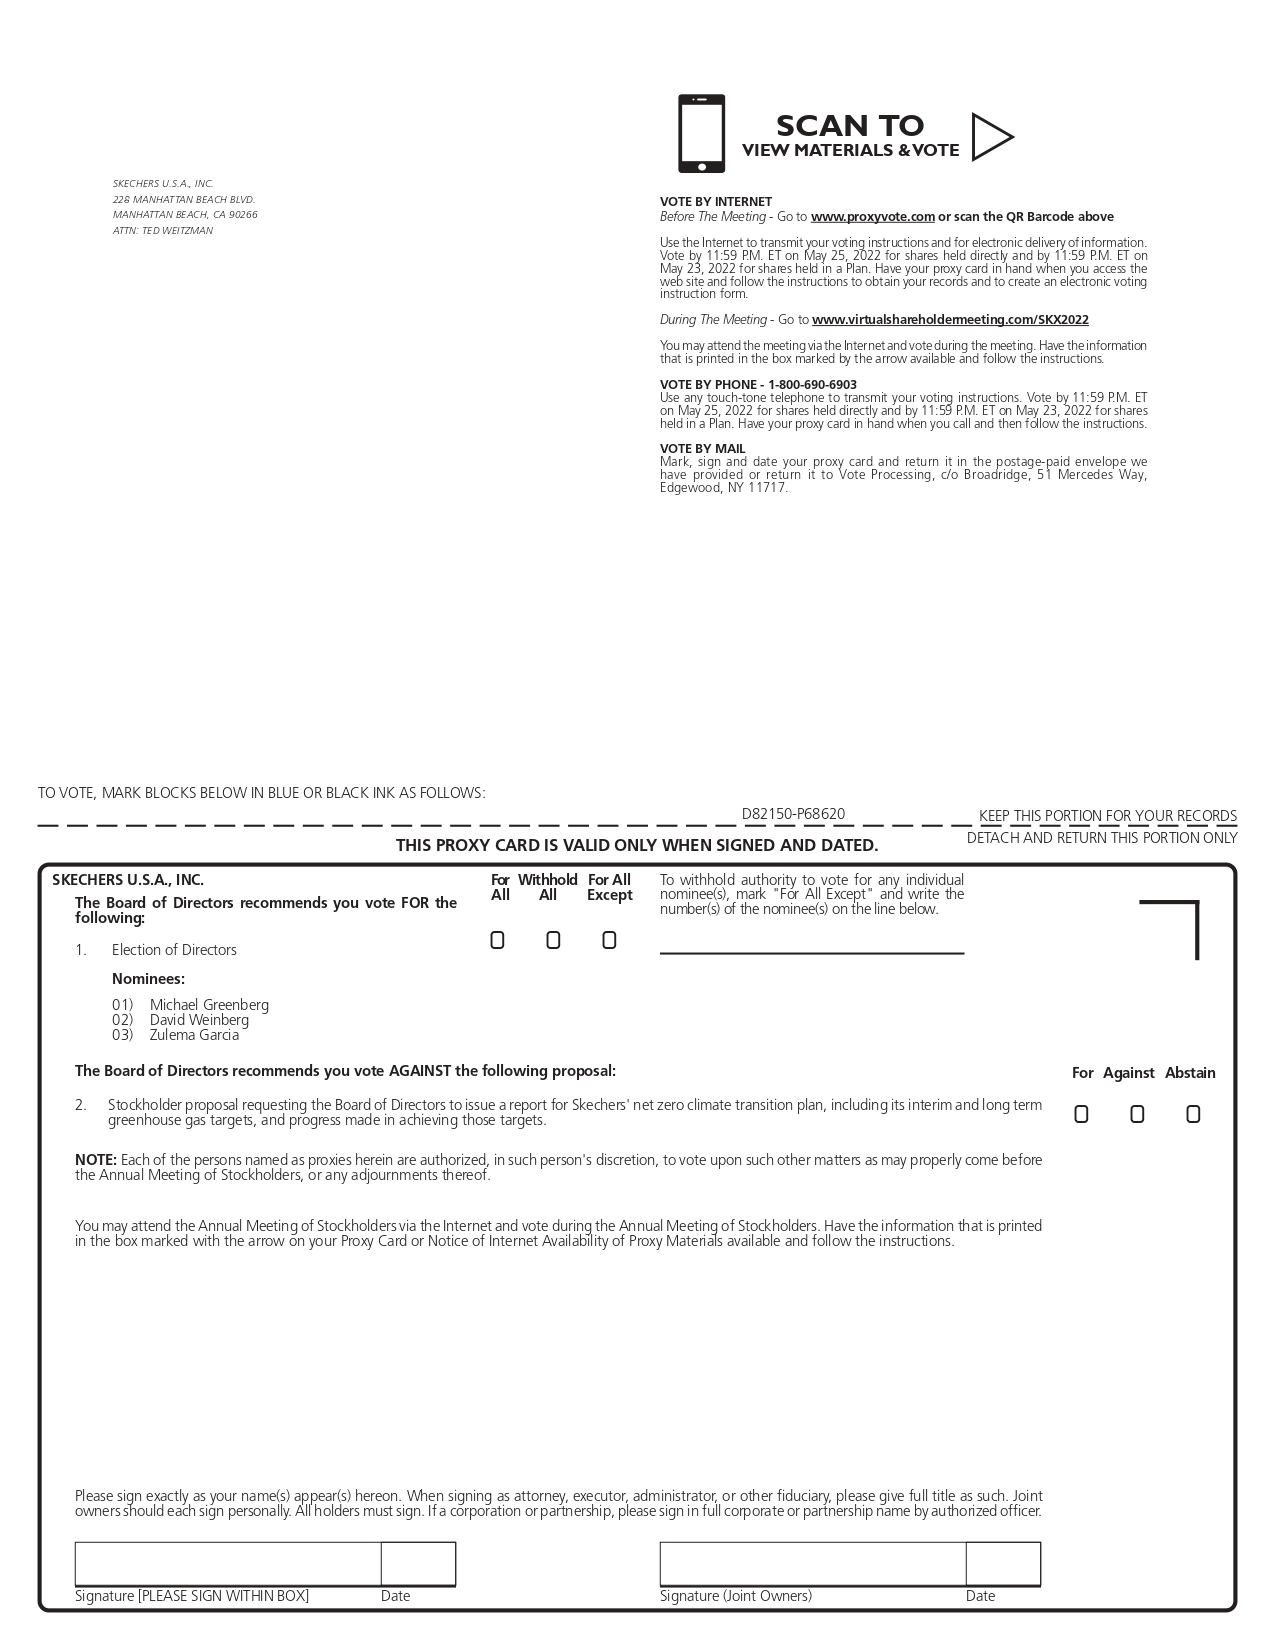 SCAN TO
VIEW MATERIALS & VOTE
SKECHERS U.S.A., INC.
228 MANHATTAN BEACH BLVD.
MANHATTAN BEACH, CA 90266
ATTN: TED WEITZMAN
VOTE BY INTERNET
Before The Meeting - Go to www.proxyvote.com or scan the QR Barcode above
Use the Internet to transmit your voting instructions and for electronic delivery of information.
Vote by 11:59 P.M. ET on May 25, 2022 for shares held directly and by 11:59 P.M. ET on
May 23, 2022 for shares held in a Plan. Have your proxy card in hand when you access the
web site and follow the instructions to obtain your records and to create an electronic voting
instruction form.
During The Meeting - Go to www.virtualshareholdermeeting.com/SKX2022
You may attend the meeting via the Internet and vote during the meeting. Have the information
that is printed in the box marked by the arrow available and follow the instructions.
VOTE BY PHONE - 1-800-690-6903
Use any touch-tone telephone to transmit your voting instructions. Vote by 11:59 P.M. ET
on May 25, 2022 for shares held directly and by 11:59 P.M. ET on May 23, 2022 for shares
held in a Plan. Have your proxy card in hand when you call and then follow the instructions.
VOTE BY MAIL
Mark, sign and date your proxy card and return it in the postage-paid envelope we
have provided or return it to Vote Processing, c/o Broadridge, 51 Mercedes Way,
Edgewood, NY 11717.
TO VOTE, MARK BLOCKS BELOW IN BLUE OR BLACK INK AS FOLLOWS:
D82150-P68620
KEEP THIS PORTION FOR YOUR RECORDS
DETACH AND RETURN THIS PORTION ONLY
THIS PROXY CARD IS VALID ONLY WHEN SIGNED AND DATED.
SKECHERS U.S.A., INC.
The Board of Directors recommends you vote FOR the
following:
For Withhold For All
All All Except
To withhold authority to vote for any individual
nominee(s), mark "For All Except" and write the
number(s) of the nominee(s) on the line below.
1. Election of Directors
Nominees:
01) Michael Greenberg
02) David Weinberg
03) Zulema Garcia
The Board of Directors recommends you vote AGAINST the following proposal:
For Against Abstain
2. Stockholder proposal requesting the Board of Directors to issue a report for Skechers' net zero climate transition plan, including its interim and long term
greenhouse gas targets, and progress made in achieving those targets.
NOTE: Each of the persons named as proxies herein are authorized, in such person's discretion, to vote upon such other matters as may properly come before
the Annual Meeting of Stockholders, or any adjournments thereof.
You may attend the Annual Meeting of Stockholders via the Internet and vote during the Annual Meeting of Stockholders. Have the information that is printed
in the box marked with the arrow on your Proxy Card or Notice of Internet Availability of Proxy Materials available and follow the instructions.
Please sign exactly as your name(s) appear(s) hereon. When signing as attorney, executor, administrator, or other fiduciary, please give full title as such. Joint
owners should each sign personally. All holders must sign. If a corporation or partnership, please sign in full corporate or partnership name by authorized officer.
Signature [PLEASE SIGN WITHIN BOX] Date
Signature (Joint Owners) Date